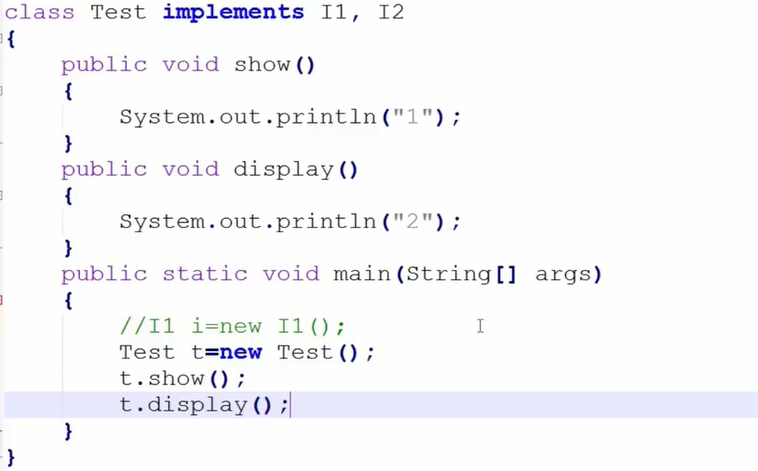 class Test implements I1, I2
{
    public void show()
    {
        System.out.println("1");
    }
    public void display()
    {
        System.out.println("2");
    }
    public static void main(String[] args)
    {
        //I1 i=new I1();
        Test t=new Test();
        t.show();
        t.display();
    }
}